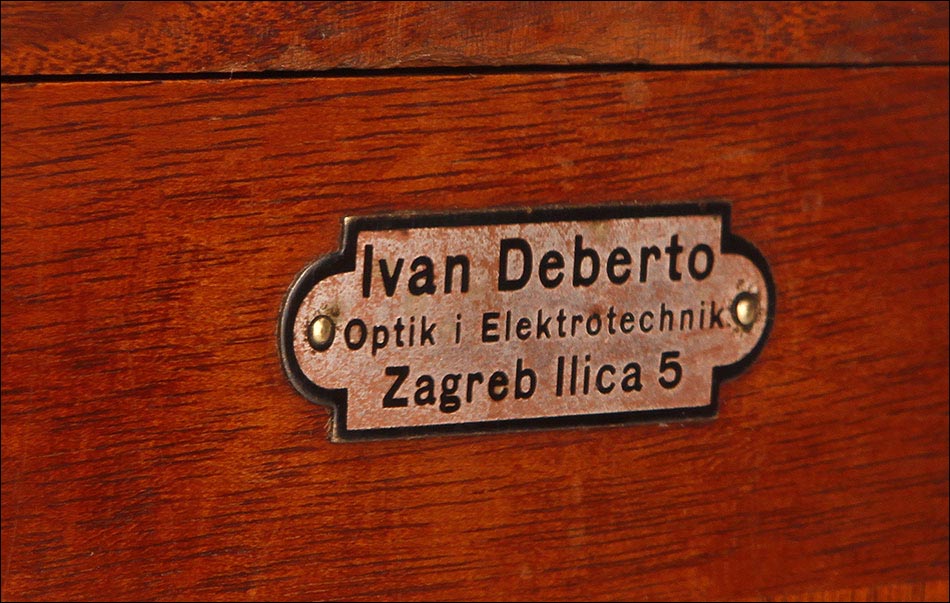 Ivan Deberto
Optik i Elektrotechnik
Zagreb Ilica 5